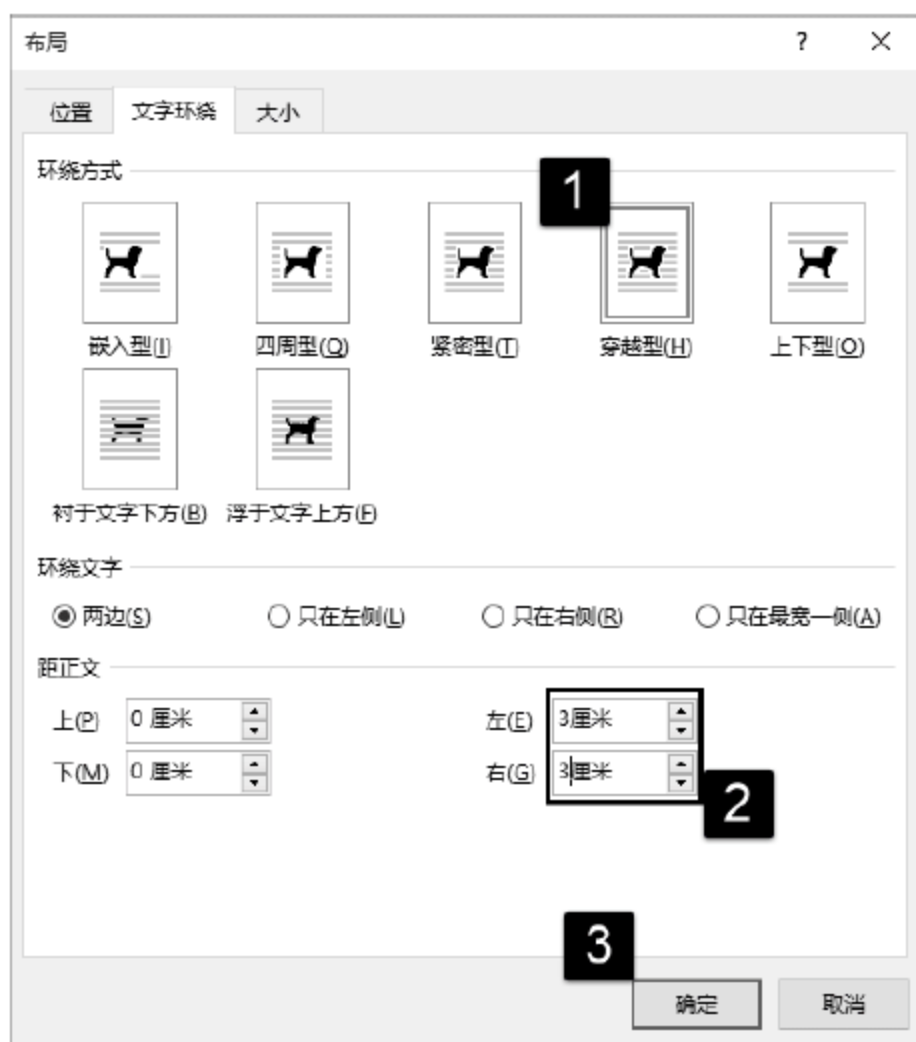 布局 ? ×
位置 文字环绕 大小
环绕方式
1
嵌入型(I) 四周型(Q) 紧密型(T) 穿越型(H) 上下型(O)
衬于文字下方(B) 浮于文字上方(F)
环绕文字
两边(S) 只在左侧(L) 只在右侧(R) 只在最宽一侧(A)
距正文
上(P) 0 厘米 左(E) 3厘米
下(M) 0 厘米 右(G) 3厘米
2
3
确定 取消